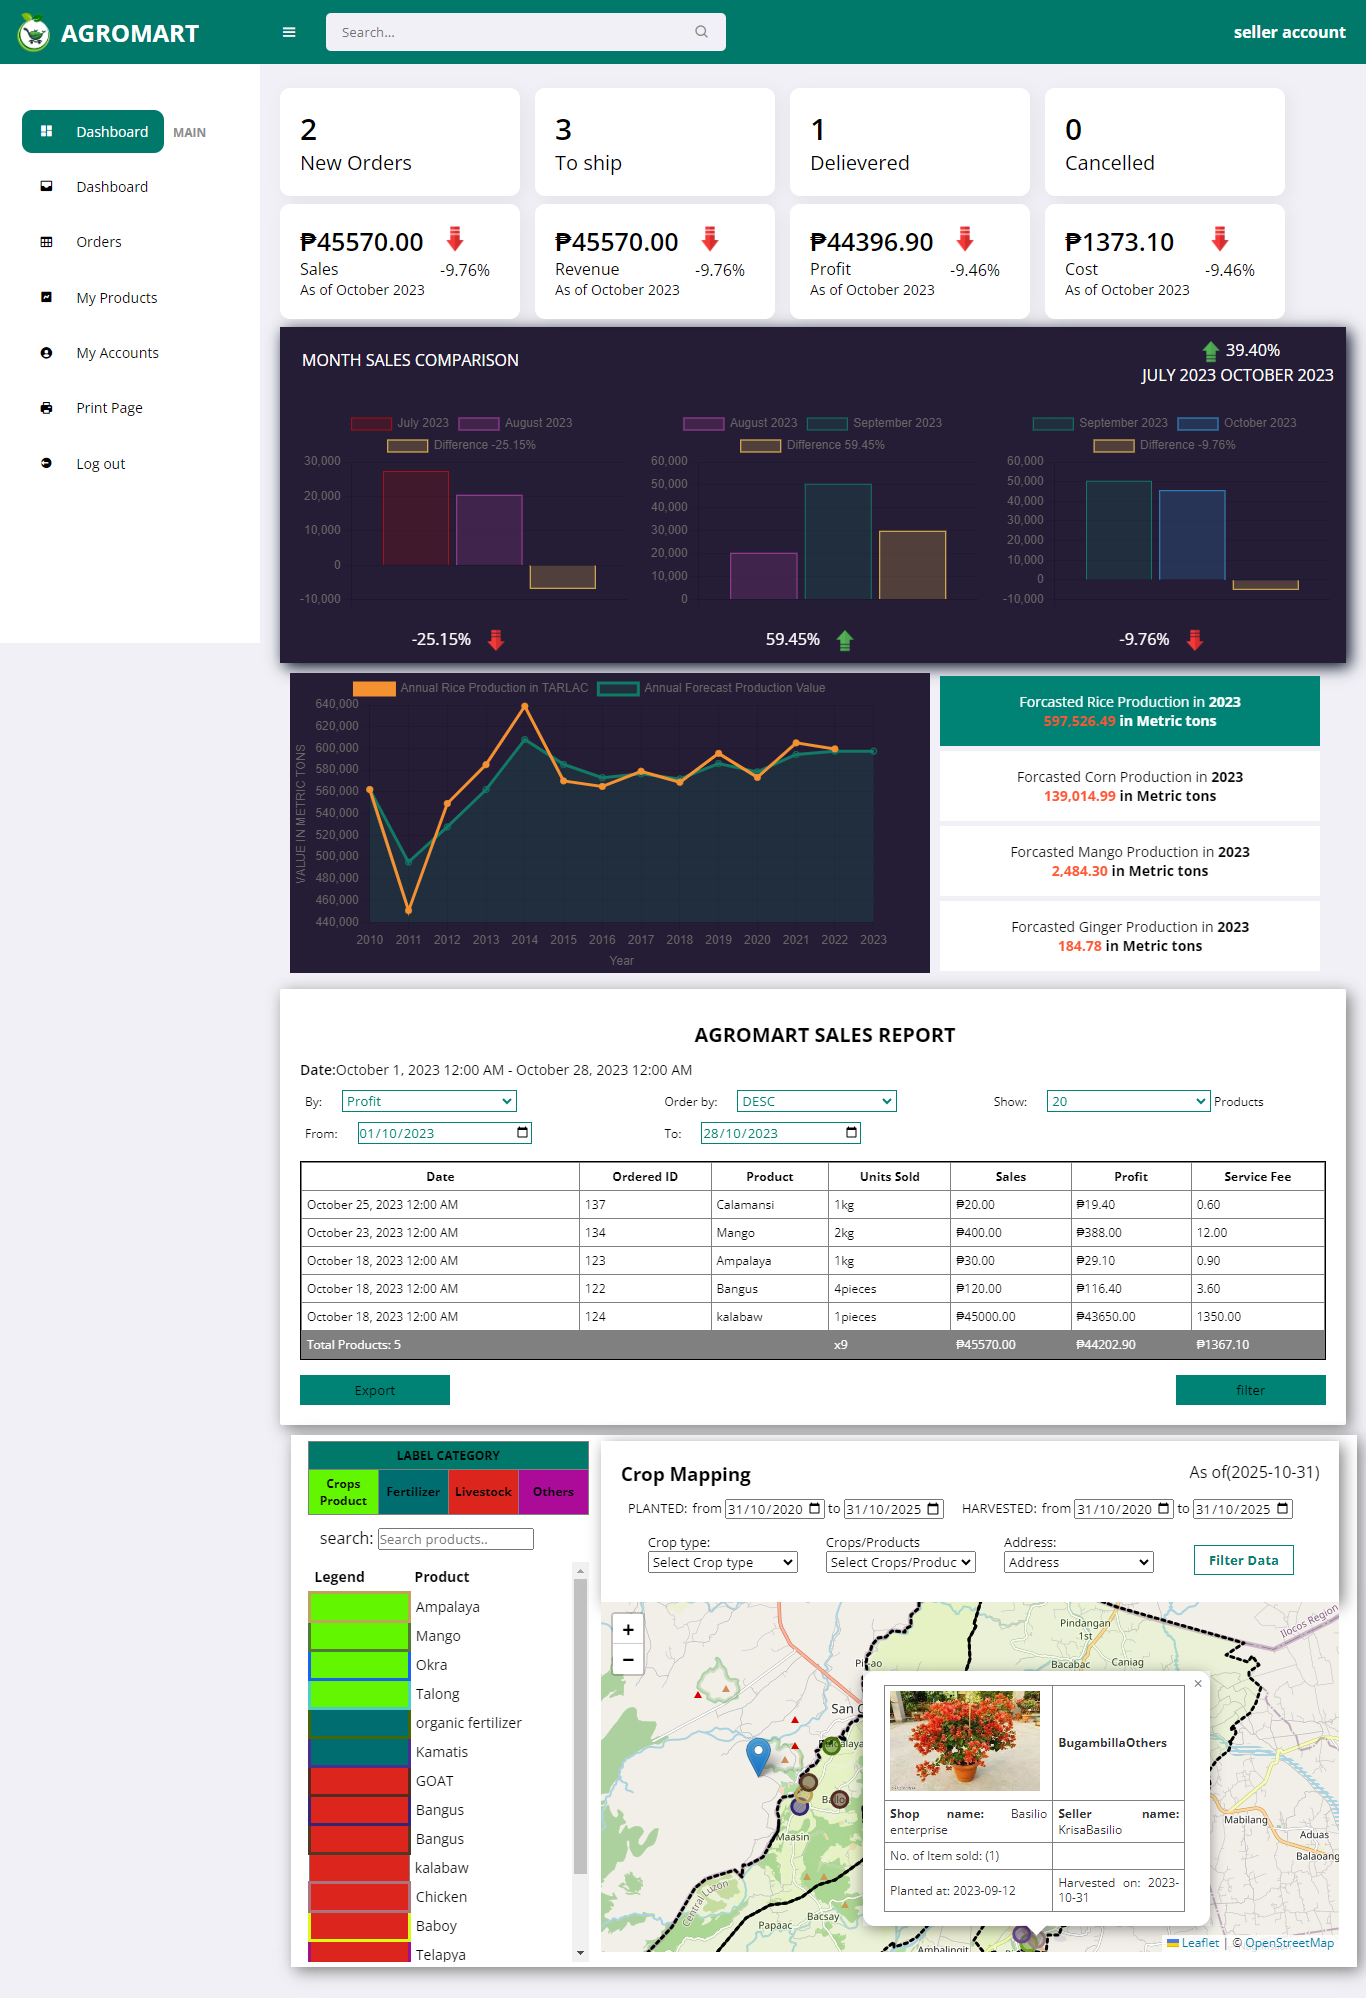 AGROMART
Search...
seller account
Dashboard MAIN
Dashboard
Orders
My Products
My Accounts
Print Page
Log out
2
New Orders
3
To ship
1
Delievered
0
Cancelled
₱45570.00
Sales -9.76%
As of October 2023
₱45570.00
Revenue -9.76%
As of October 2023
₱44396.90
Profit -9.46%
As of October 2023
₱1373.10
Cost -9.46%
As of October 2023
MONTH SALES COMPARISON
39.40%
JULY 2023 OCTOBER 2023
July 2023 August 2023
Difference -25.15%
30,000
20,000
10,000
0
-10,000
-25.15%
August 2023 September 2023
Difference 59.45%
60,000
50,000
40,000
30,000
20,000
10,000
0
59.45%
September 2023 October 2023
Difference -9.76%
60,000
50,000
40,000
30,000
20,000
10,000
0
-10,000
-9.76%
Annual Rice Production in TARLAC Annual Forecast Production Value
VALUE IN METRIC TONS
640,000
620,000
600,000
580,000
560,000
540,000
520,000
500,000
480,000
460,000
440,000
2010 2011 2012 2013 2014 2015 2016 2017 2018 2019 2020 2021 2022 2023
Year
Forcasted Rice Production in 2023
597,526.49 in Metric tons
Forcasted Corn Production in 2023
139,014.99 in Metric tons
Forcasted Mango Production in 2023
2,484.30 in Metric tons
Forcasted Ginger Production in 2023
184.78 in Metric tons
AGROMART SALES REPORT
Date:October 1, 2023 12:00 AM - October 28, 2023 12:00 AM
By: Profit Order by: DESC Show: 20 Products
From: 01/10/2023 To: 28/10/2023
Date Ordered ID Product Units Sold Sales Profit Service Fee
October 25, 2023 12:00 AM 137 Calamansi 1kg ₱20.00 ₱19.40 0.60
October 23, 2023 12:00 AM 134 Mango 2kg ₱400.00 ₱388.00 12.00
October 18, 2023 12:00 AM 123 Ampalaya 1kg ₱30.00 ₱29.10 0.90
October 18, 2023 12:00 AM 122 Bangus 4pieces ₱120.00 ₱116.40 3.60
October 18, 2023 12:00 AM 124 kalabaw 1pieces ₱45000.00 ₱43650.00 1350.00
Total Products: 5 x9 ₱45570.00 ₱44202.90 ₱1367.10
Export filter
LABEL CATEGORY
Crops Product Fertilizer Livestock Others
search: Search products..
Legend Product
Ampalaya
Mango
Okra
Talong
organic fertilizer
Kamatis
GOAT
Bangus
Bangus
kalabaw
Chicken
Baboy
Telapya
Crop Mapping As of(2025-10-31)
PLANTED: from 31/10/2020 to 31/10/2025 HARVESTED: from 31/10/2020 to 31/10/2025
Crop type: Crops/Products Address:
Select Crop type Select Crops/Produc Address Filter Data
+
−
Pindangan 1st
Ilocos Region
Bacabac Caniag
San C
Maasin
Central Luzon
Papaac
Bacsay
Ambalingit
Mabilang
Aduas
Balaoang
×
BugambillaOthers
Shop name: Basilio
enterprise
Seller name:
KrisaBasilio
No. of Item sold: (1)
Planted at: 2023-09-12
Harvested on: 2023-
10-31
Leaflet | © OpenStreetMap